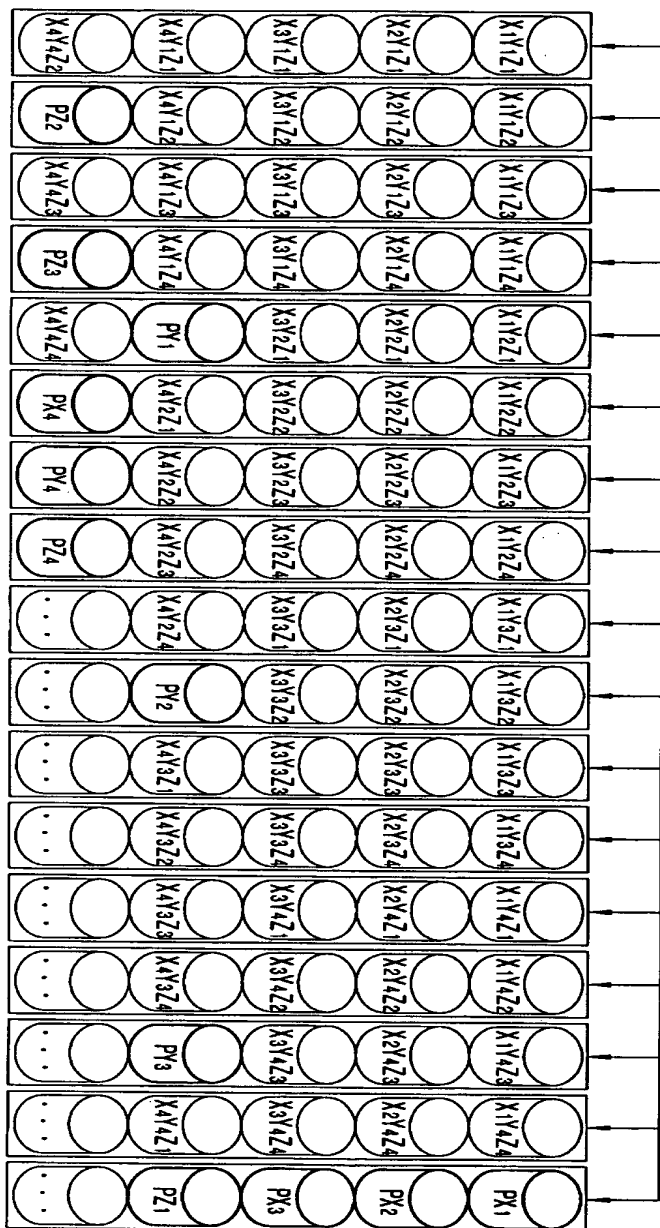 X₁Y₁Z₁ X₁Y₁Z₂ X₁Y₁Z₃ X₁Y₁Z₄ X₁Y₂Z₁ X₁Y₂Z₂ X₁Y₂Z₃ X₁Y₂Z₄ X₁Y₃Z₁ X₁Y₃Z₂ X₁Y₃Z₃ X₁Y₃Z₄ X₁Y₄Z₁ X₁Y₄Z₂ X₁Y₄Z₃ X₁Y₄Z₄ PX₁
X₂Y₁Z₁ X₂Y₁Z₂ X₂Y₁Z₃ X₂Y₁Z₄ X₂Y₂Z₁ X₂Y₂Z₂ X₂Y₂Z₃ X₂Y₂Z₄ X₂Y₃Z₁ X₂Y₃Z₂ X₂Y₃Z₃ X₂Y₃Z₄ X₂Y₄Z₁ X₂Y₄Z₂ X₂Y₄Z₃ X₂Y₄Z₄ PX₂
X₃Y₁Z₁ X₃Y₁Z₂ X₃Y₁Z₃ X₃Y₁Z₄ X₃Y₂Z₁ X₃Y₂Z₂ X₃Y₂Z₃ X₃Y₂Z₄ X₃Y₃Z₁ X₃Y₃Z₂ X₃Y₃Z₃ X₃Y₃Z₄ X₃Y₄Z₁ X₃Y₄Z₂ X₃Y₄Z₃ X₃Y₄Z₄ PX₃
X₄Y₁Z₁ X₄Y₁Z₂ X₄Y₁Z₃ X₄Y₁Z₄ PY₁ X₄Y₂Z₁ X₄Y₂Z₂ X₄Y₂Z₃ X₄Y₂Z₄ PY₂ X₄Y₃Z₁ X₄Y₃Z₂ X₄Y₃Z₃ X₄Y₃Z₄ PY₃ X₄Y₄Z₁ PZ₁
X₄Y₄Z₂ PZ₂ X₄Y₄Z₃ PZ₃ X₄Y₄Z₄ PX₄ PY₄ PZ₄ ... ... ... ... ... ... ... ... ...